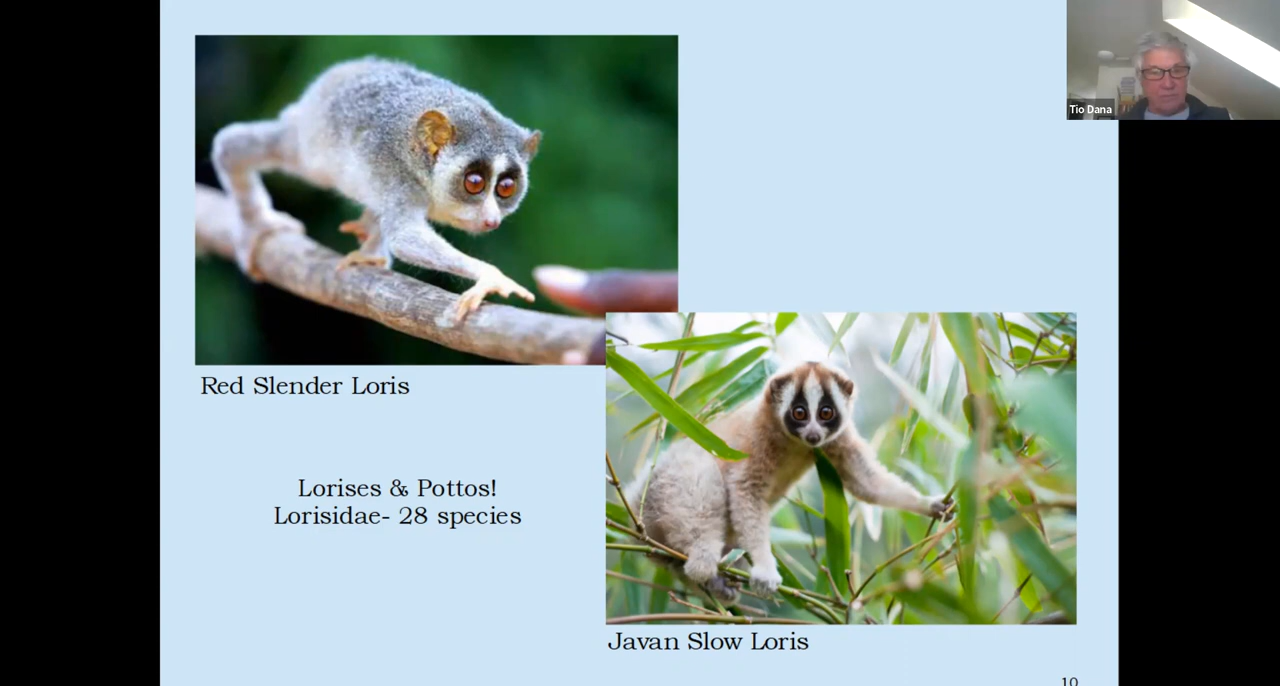 Tio Dana
Red Slender Loris
Lorises & Pottos!
Lorisidae- 28 species
Javan Slow Loris
10